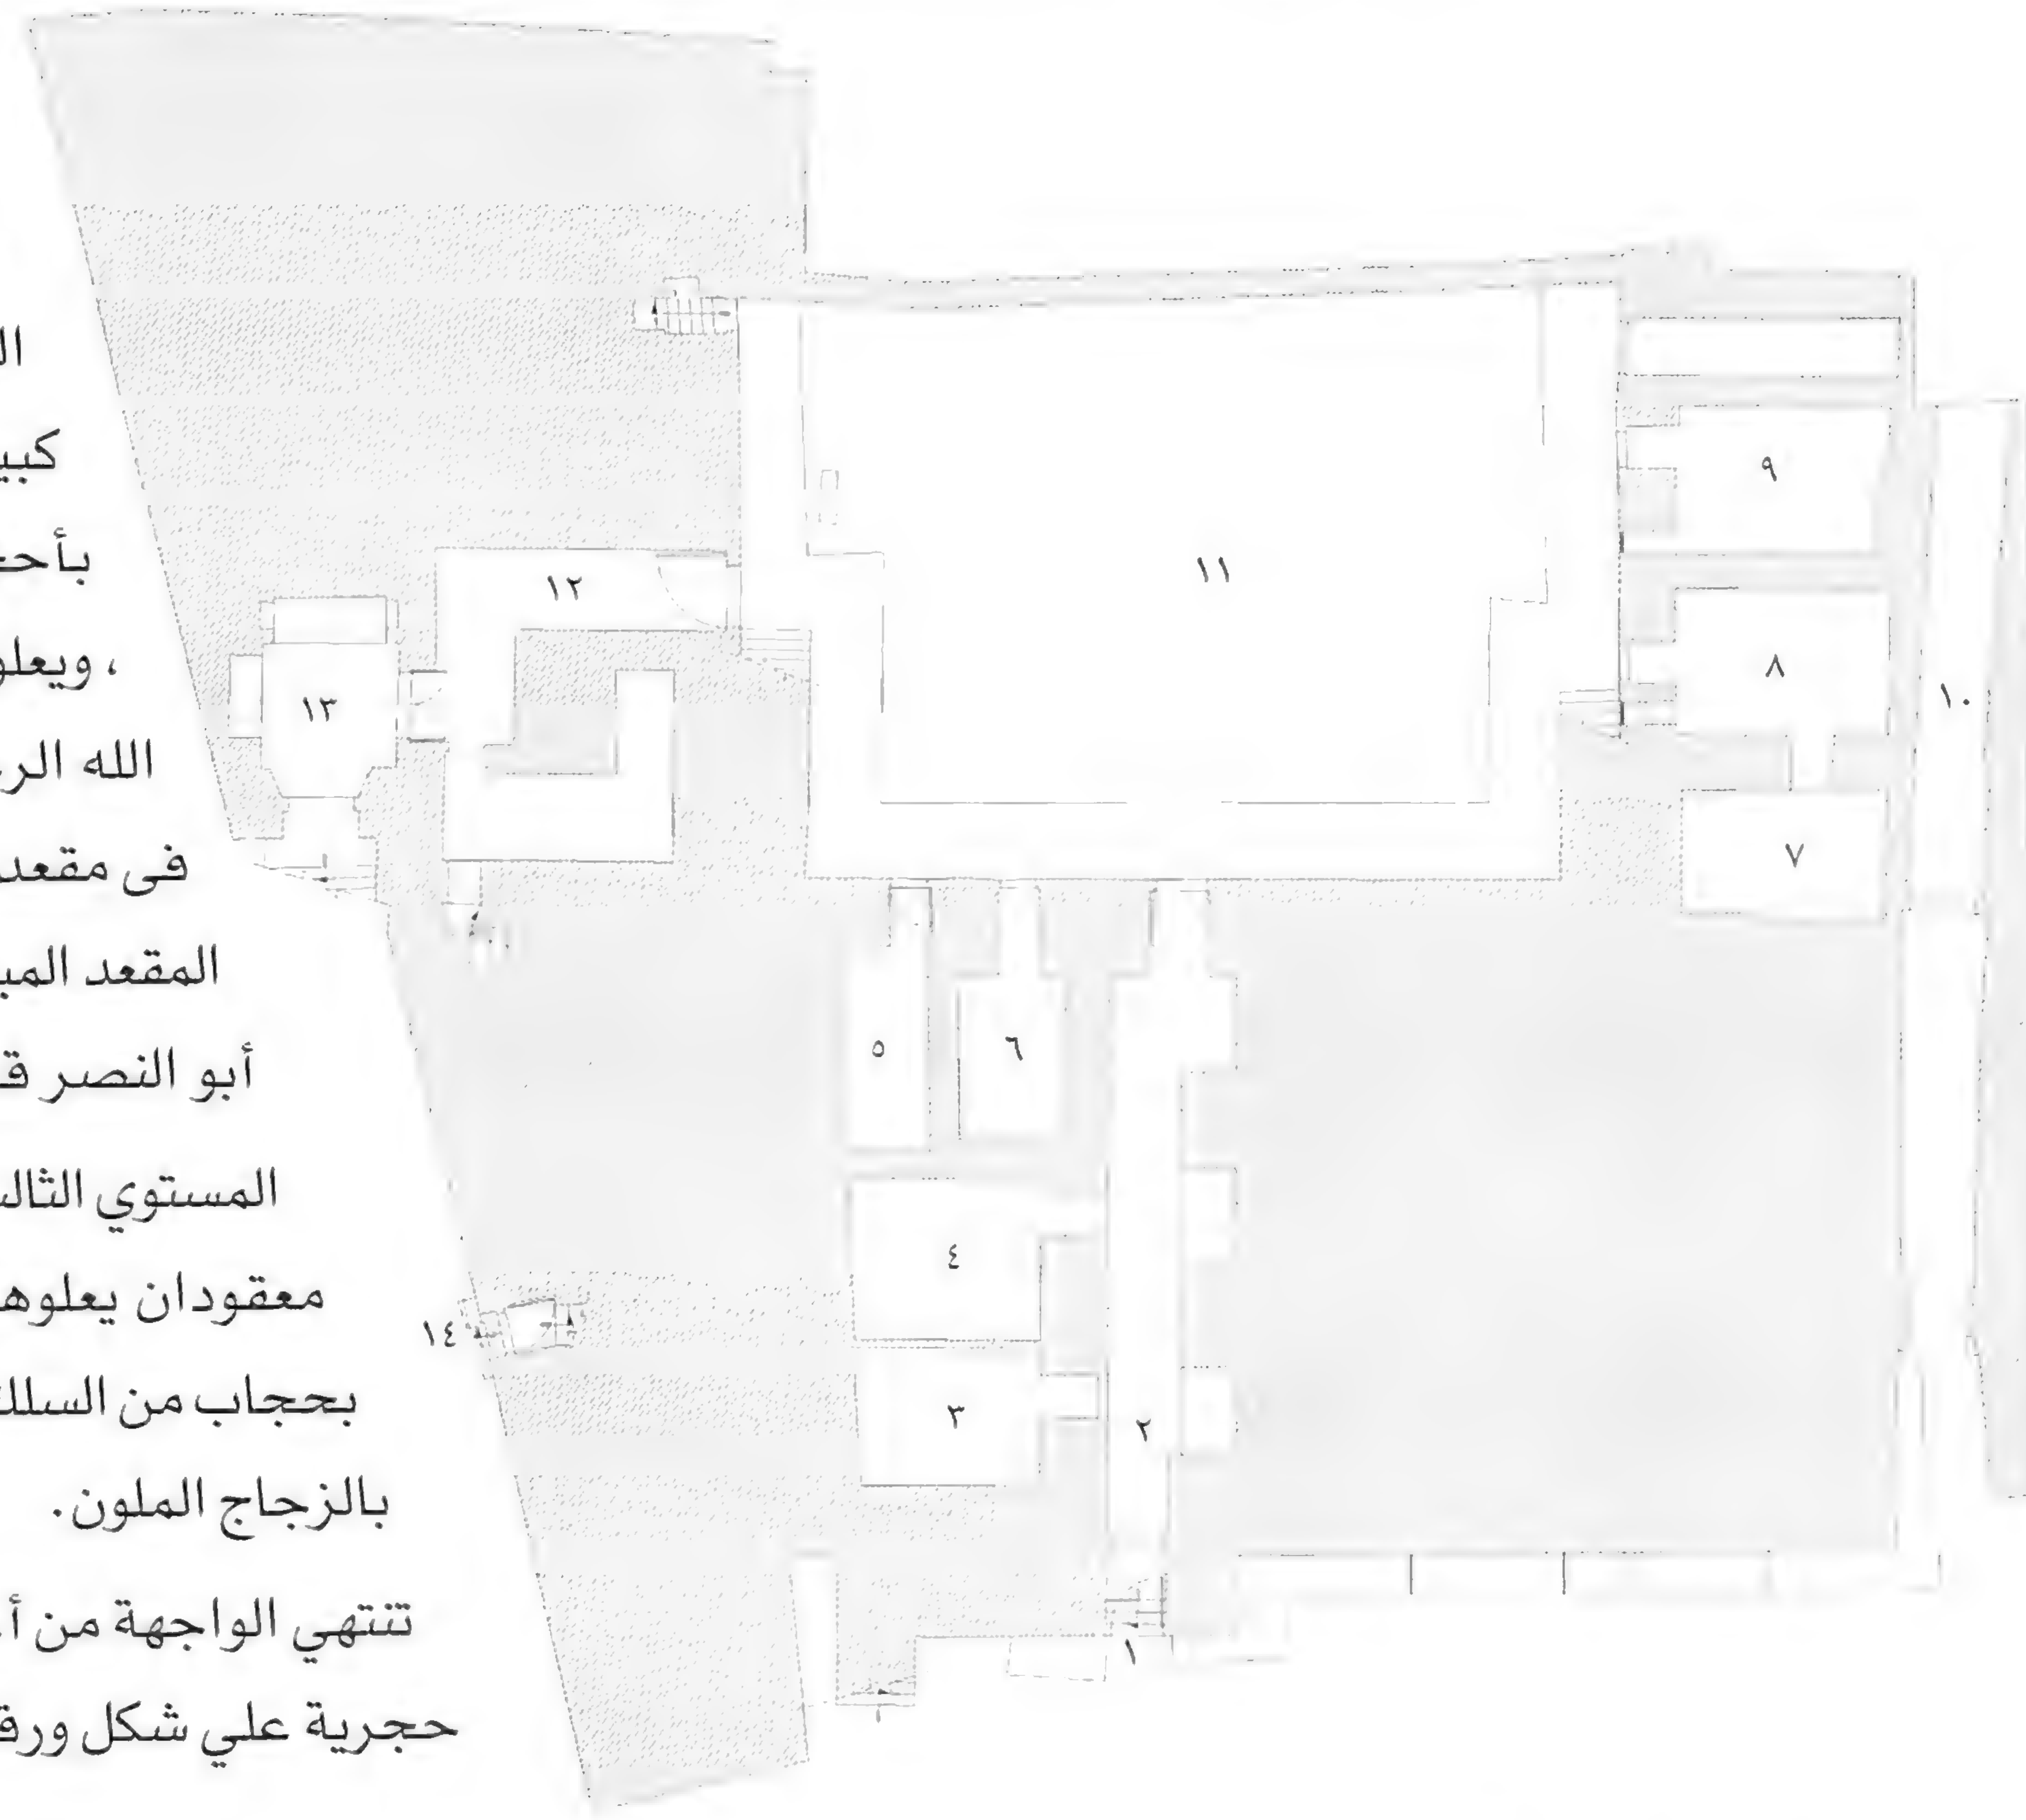 ال
كبي
بأح
، ويعلو
الله الر
فى مقعد
المقعد المب
أبو النصر ق
المستوي الثال
معقودان يعلوه
بحجاب من السلك
بالزجاج الملون.
تنتهي الواجهة من أ
حجرية علي شكل ورق
٩
١١
١٢
٨
١٠
١٣
٧
٥
٦
٤
١٤
٣
٢
١